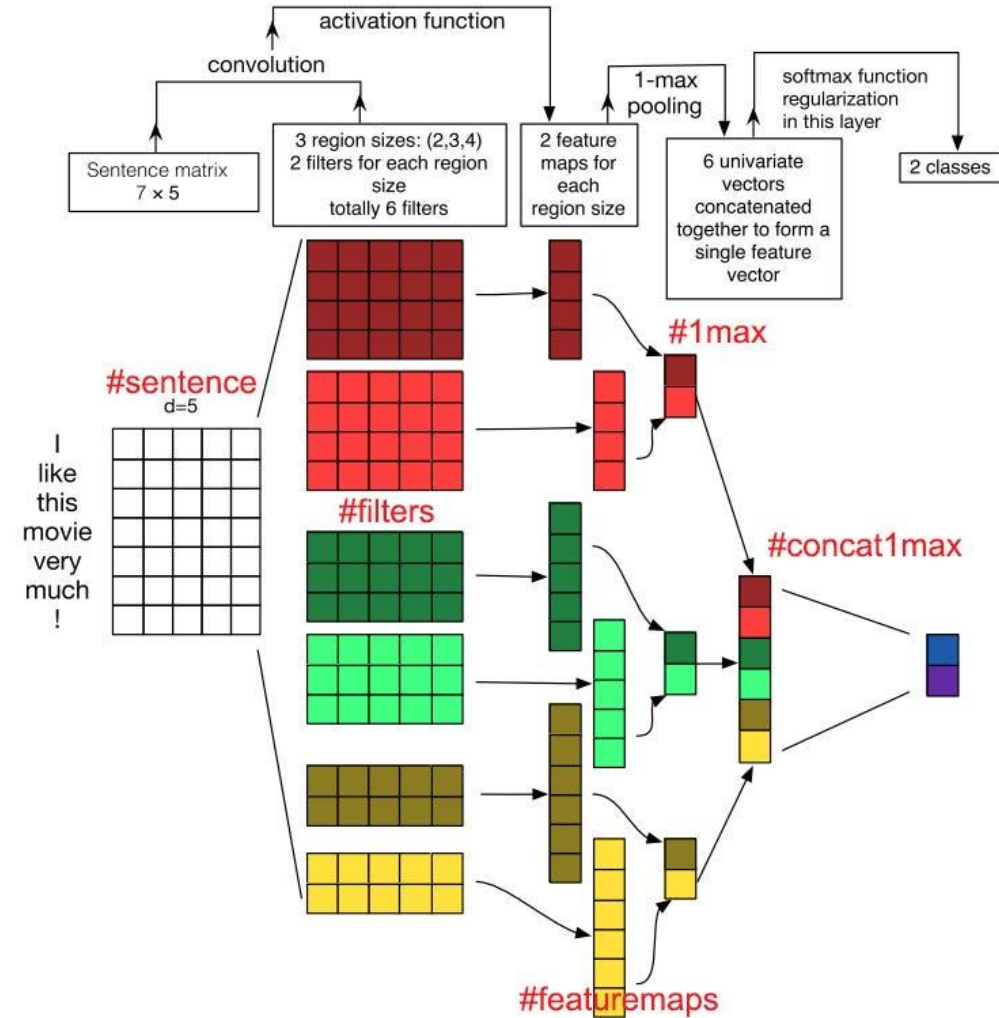 activation function
convolution
1-max
pooling
softmax function
regularization
in this layer
Sentence matrix
7 × 5
3 region sizes: (2,3,4)
2 filters for each region
size
totally 6 filters
2 feature
maps for
each
region size
6 univariate
vectors
concatenated
together to form a
single feature
vector
2 classes
#1max
#sentence
d=5
I
like
this
movie
very
much
!
#filters
#concat1max
#featuremaps